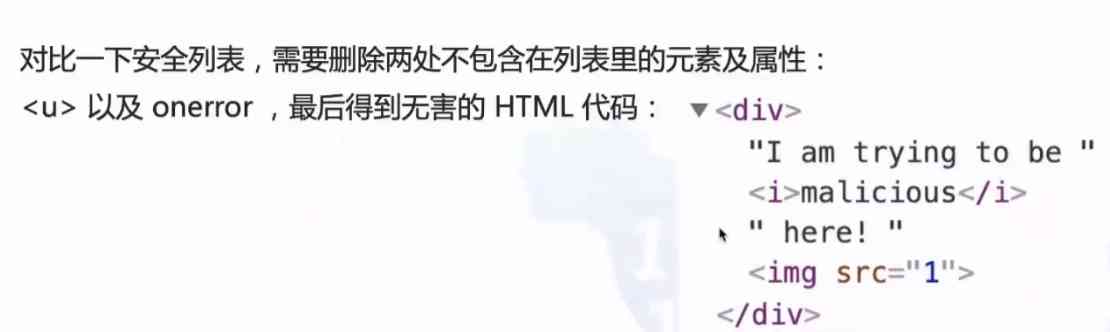 对比一下安全列表，需要删除两处不包含在列表里的元素及属性：
<u> 以及 onerror ，最后得到无害的 HTML 代码：
▼<div>
"I am trying to be "
<i>malicious</i>
" here! "
<img src="1">
</div>